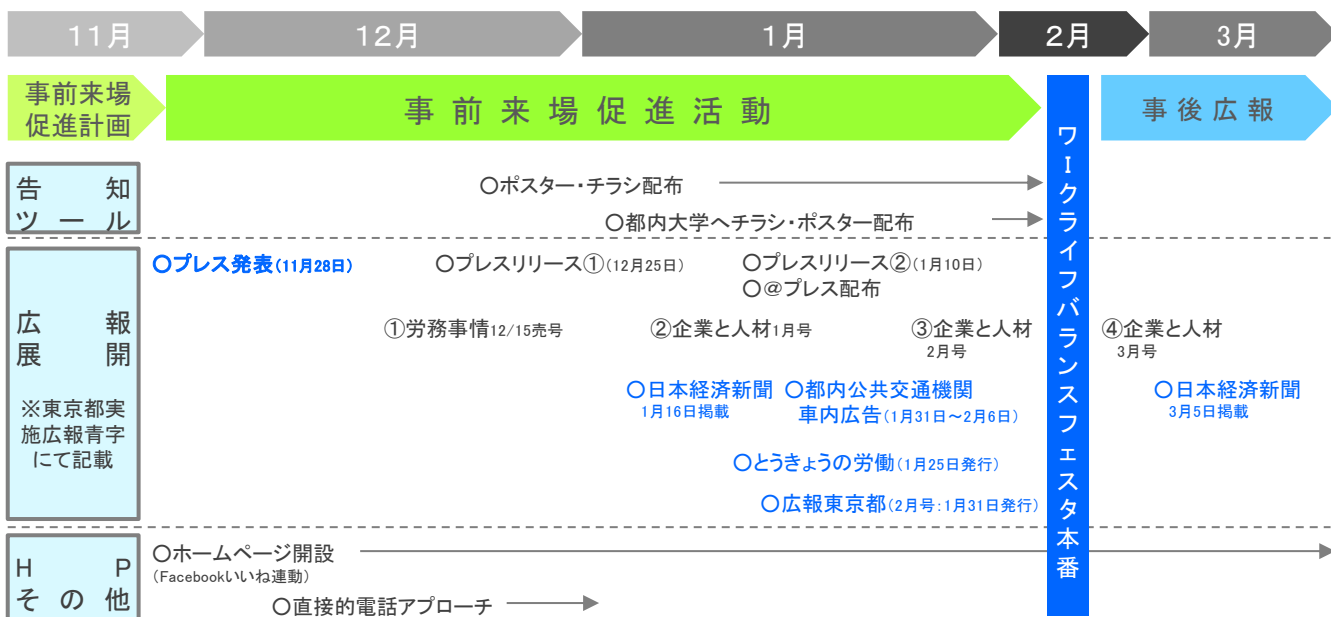 11月
12月
1月
2月
3月
事前来場
促進計画
事前来場促進活動
事後広報
ワークライフバランスフェスタ本番
告知
ツール
○ポスター・チラシ配布
○都内大学へチラシ・ポスター配布
広報
展開
※東京都実
施広報青字
にて記載
○プレス発表(11月28日)
○プレスリリース①(12月25日)
○プレスリリース②(1月10日)
○@プレス配布
①労務事情12/15売号
②企業と人材1月号
③企業と人材
2月号
④企業と人材
3月号
○日本経済新聞
1月16日掲載
○都内公共交通機関
車内広告(1月31日~2月6日)
○日本経済新聞
3月5日掲載
○とうきょうの労働(1月25日発行)
○広報東京都(2月号:1月31日発行)
HP
その他
○ホームページ開設
(Facebookいいね連動)
○直接的電話アプローチ